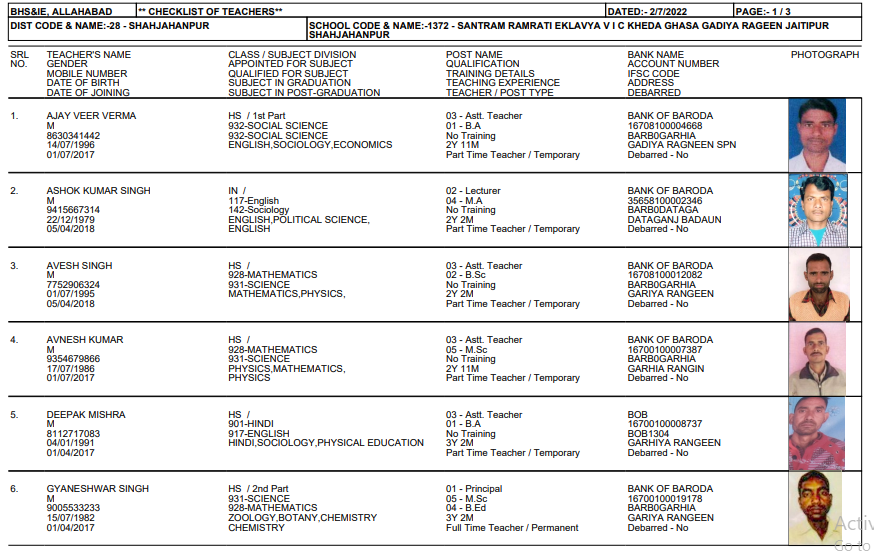 BHS&IE, ALLAHABAD ** CHECKLIST OF TEACHERS** DATED:- 2/7/2022 PAGE:- 1 / 3
DIST CODE & NAME:-28 - SHAHJAHANPUR SCHOOL CODE & NAME:-1372 - SANTRAM RAMRATI EKLAVYA V I C KHEDA GHASA GADIYA RAGEEN JAITIPUR
SHAHJAHANPUR
SRL TEACHER'S NAME CLASS / SUBJECT DIVISION POST NAME BANK NAME PHOTOGRAPH
NO. GENDER APPOINTED FOR SUBJECT QUALIFICATION ACCOUNT NUMBER
MOBILE NUMBER QUALIFIED FOR SUBJECT TRAINING DETAILS IFSC CODE
DATE OF BIRTH SUBJECT IN GRADUATION TEACHING EXPERIENCE ADDRESS
DATE OF JOINING SUBJECT IN POST-GRADUATION TEACHER / POST TYPE DEBARRED
1. AJAY VEER VERMA HS / 1st Part 03 - Astt. Teacher BANK OF BARODA
M 932-SOCIAL SCIENCE 01 - B.A 16708100004668
8630341442 932-SOCIAL SCIENCE No Training BARB0GARHIA
14/07/1996 ENGLISH,SOCIOLOGY,ECONOMICS 2Y 11M GADIYA RAGNEEN SPN
01/07/2017 Part Time Teacher / Temporary Debarred - No
2. ASHOK KUMAR SINGH IN / 02 - Lecturer BANK OF BARODA
M 117-English 04 - M.A 35658100002346
9415667314 142-Sociology No Training BARB0DATAGA
22/12/1979 ENGLISH,POLITICAL SCIENCE, 2Y 2M DATAGANJ BADAUN
05/04/2018 ENGLISH Part Time Teacher / Temporary Debarred - No
3. AVESH SINGH HS / 03 - Astt. Teacher BANK OF BARODA
M 928-MATHEMATICS 02 - B.Sc 16708100012082
7752906324 931-SCIENCE No Training BARB0GARHIA
01/07/1995 MATHEMATICS,PHYSICS, 2Y 2M GARIYA RANGEEN
05/04/2018 Part Time Teacher / Temporary Debarred - No
4. AVNESH KUMAR HS / 03 - Astt. Teacher BANK OF BARODA
M 928-MATHEMATICS 05 - M.Sc 16700100007387
9354679866 931-SCIENCE No Training BARB0GARHIA
17/07/1986 PHYSICS,MATHEMATICS, 2Y 11M GARHIA RANGIN
01/07/2017 PHYSICS Part Time Teacher / Temporary Debarred - No
5. DEEPAK MISHRA HS / 03 - Astt. Teacher BOB
M 901-HINDI 01 - B.A 16700100008737
8112717083 917-ENGLISH No Training BOB1304
04/01/1991 HINDI,SOCIOLOGY,PHYSICAL EDUCATION 3Y 2M GARHIYA RANGEEN
01/04/2017 Part Time Teacher / Temporary Debarred - No
6. GYANESHWAR SINGH HS / 2nd Part 01 - Principal BANK OF BARODA
M 931-SCIENCE 05 - M.Sc 16700100019178
9005533233 928-MATHEMATICS 04 - B.Ed BARB0GARHIA
15/07/1982 ZOOLOGY,BOTANY,CHEMISTRY 3Y 2M GARIYA RANGEEN
01/04/2017 CHEMISTRY Full Time Teacher / Permanent Debarred - No
Activ
Go to